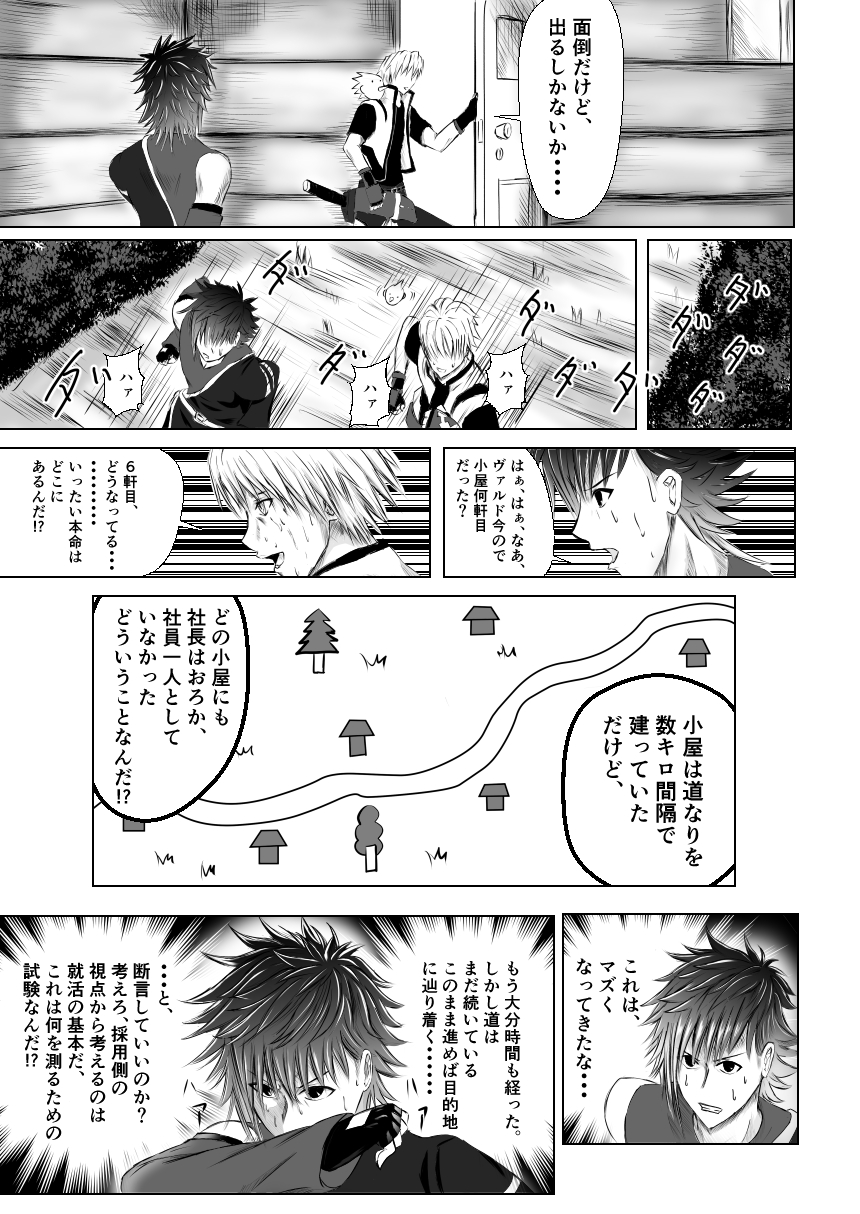 面倒だけど、
出るしかないか・・・・
ダッ
ダッ
ダッ
ダッ
ダッ
ダッ
ダッ
ダッ
ダッ
ハァ
ハァ
ハァ
はぁ、はぁ、なあ、
ヴァルド今ので
小屋何軒目
だった？
６軒目、
どうなってる・・・
・・・・・・・・
いったい本命は
どこに
あるんだ!?
小屋は道なりを
数キロ間隔で
建っていた
だけど、
どの小屋にも
社長はおろか、
社員一人として
いなかった
どういうことなんだ!?
これは、
マズく
なってきたな・・・
もう大分時間も経った。
しかし道は
まだ続いている
このまま進めば目的地
に辿り着く・・・・・・
・・・と、
断言していいのか？
考えろ、採用側の
視点から考えるのは
就活の基本だ、
これは何を測るための
試験なんだ!?